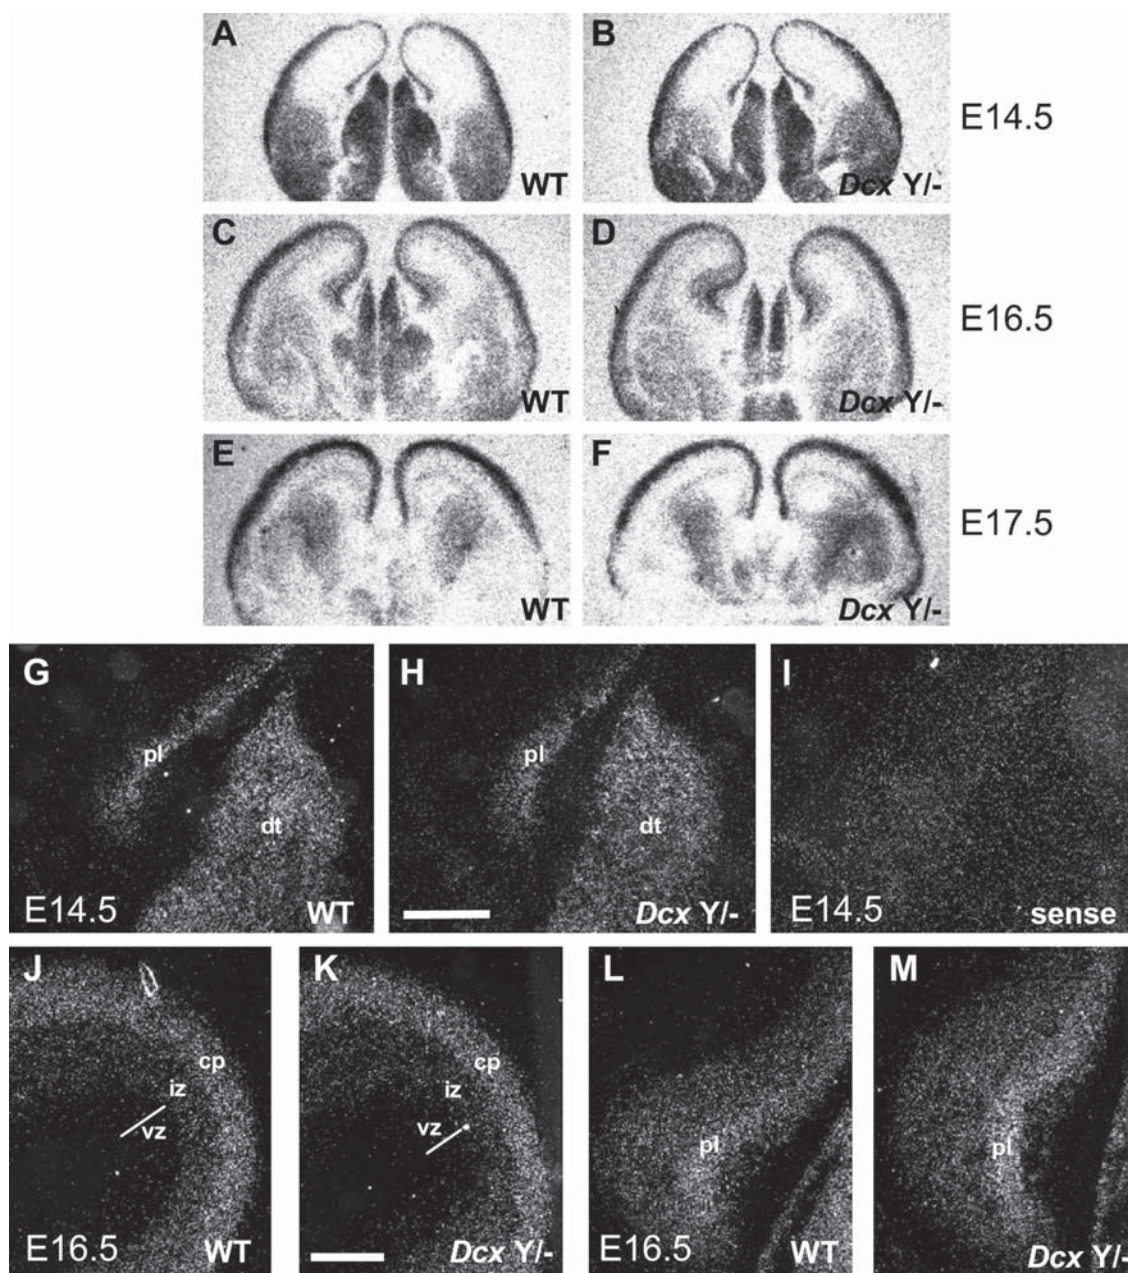 A
WT
B
Dcx Y/-
E14.5
C
WT
D
Dcx Y/-
E16.5
E
WT
F
Dcx Y/-
E17.5
G
pl
dt
E14.5
WT
H
pl
dt
Dcx Y/-
I
E14.5
sense
J
cp
iz
vz
E16.5
WT
K
cp
iz
vz
Dcx Y/-
L
pl
E16.5
WT
M
pl
Dcx Y/-